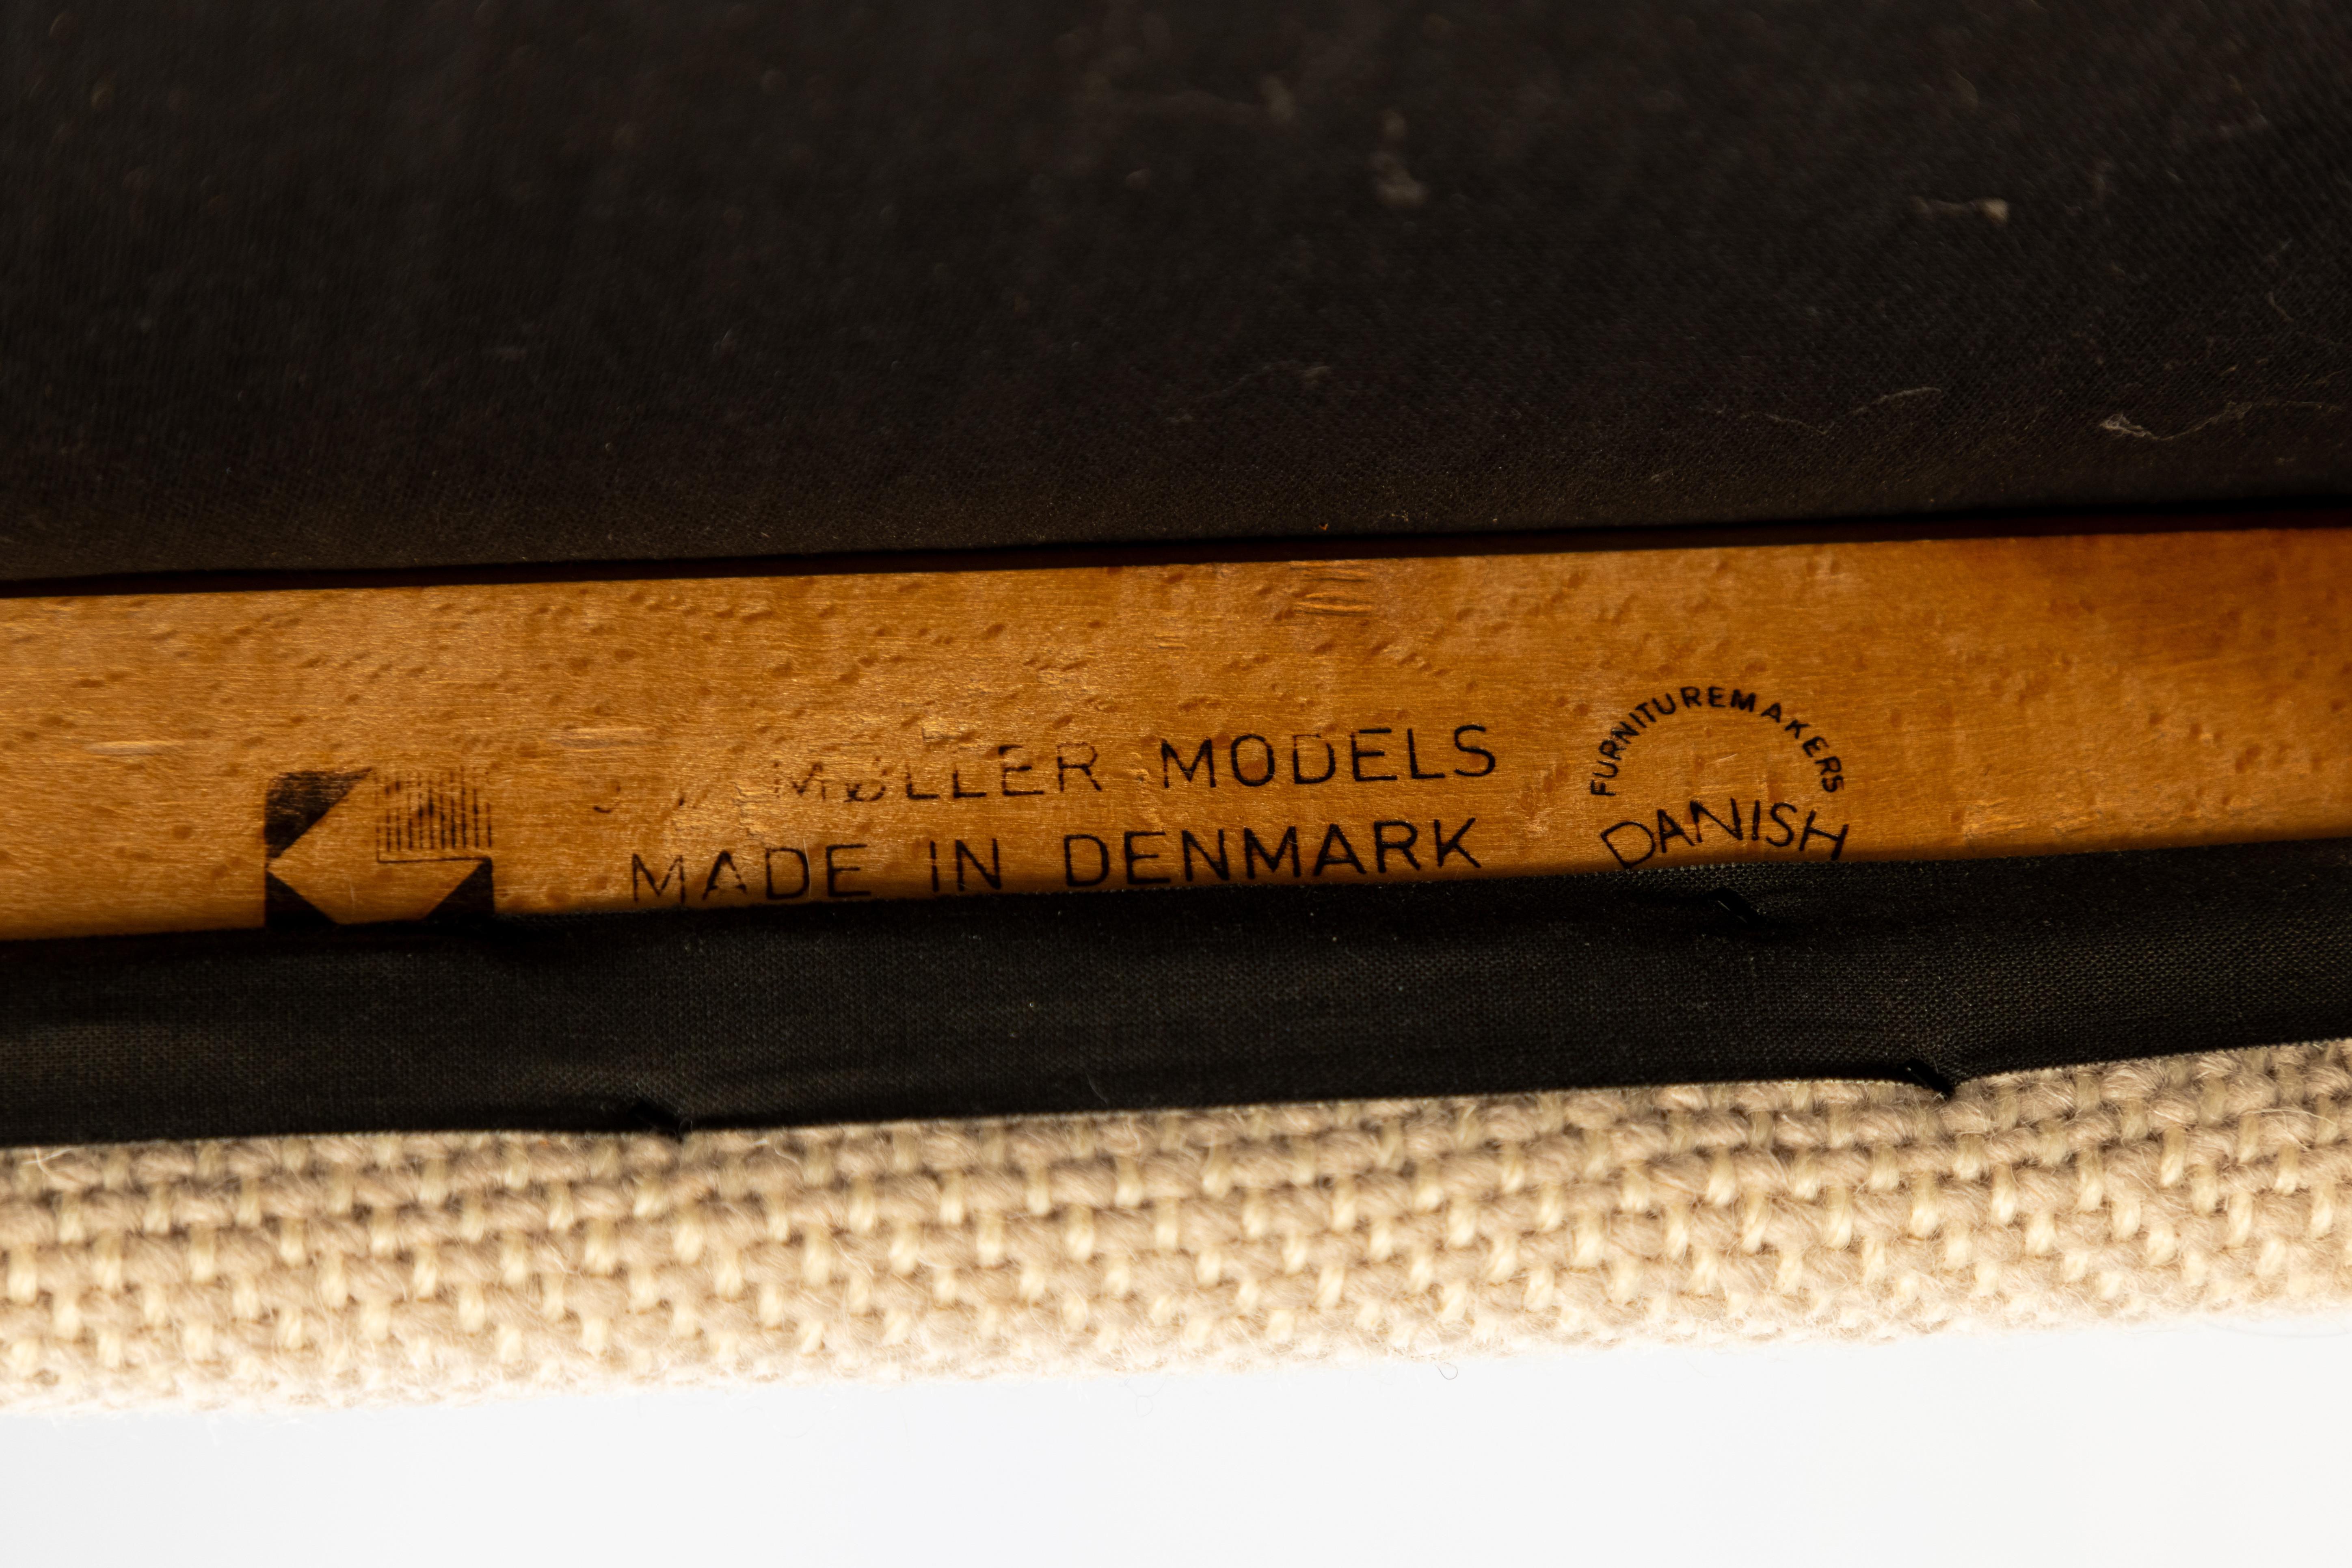 MØLLER MODELS
MADE IN DENMARK
FURNITUREMAKERS
DANISH